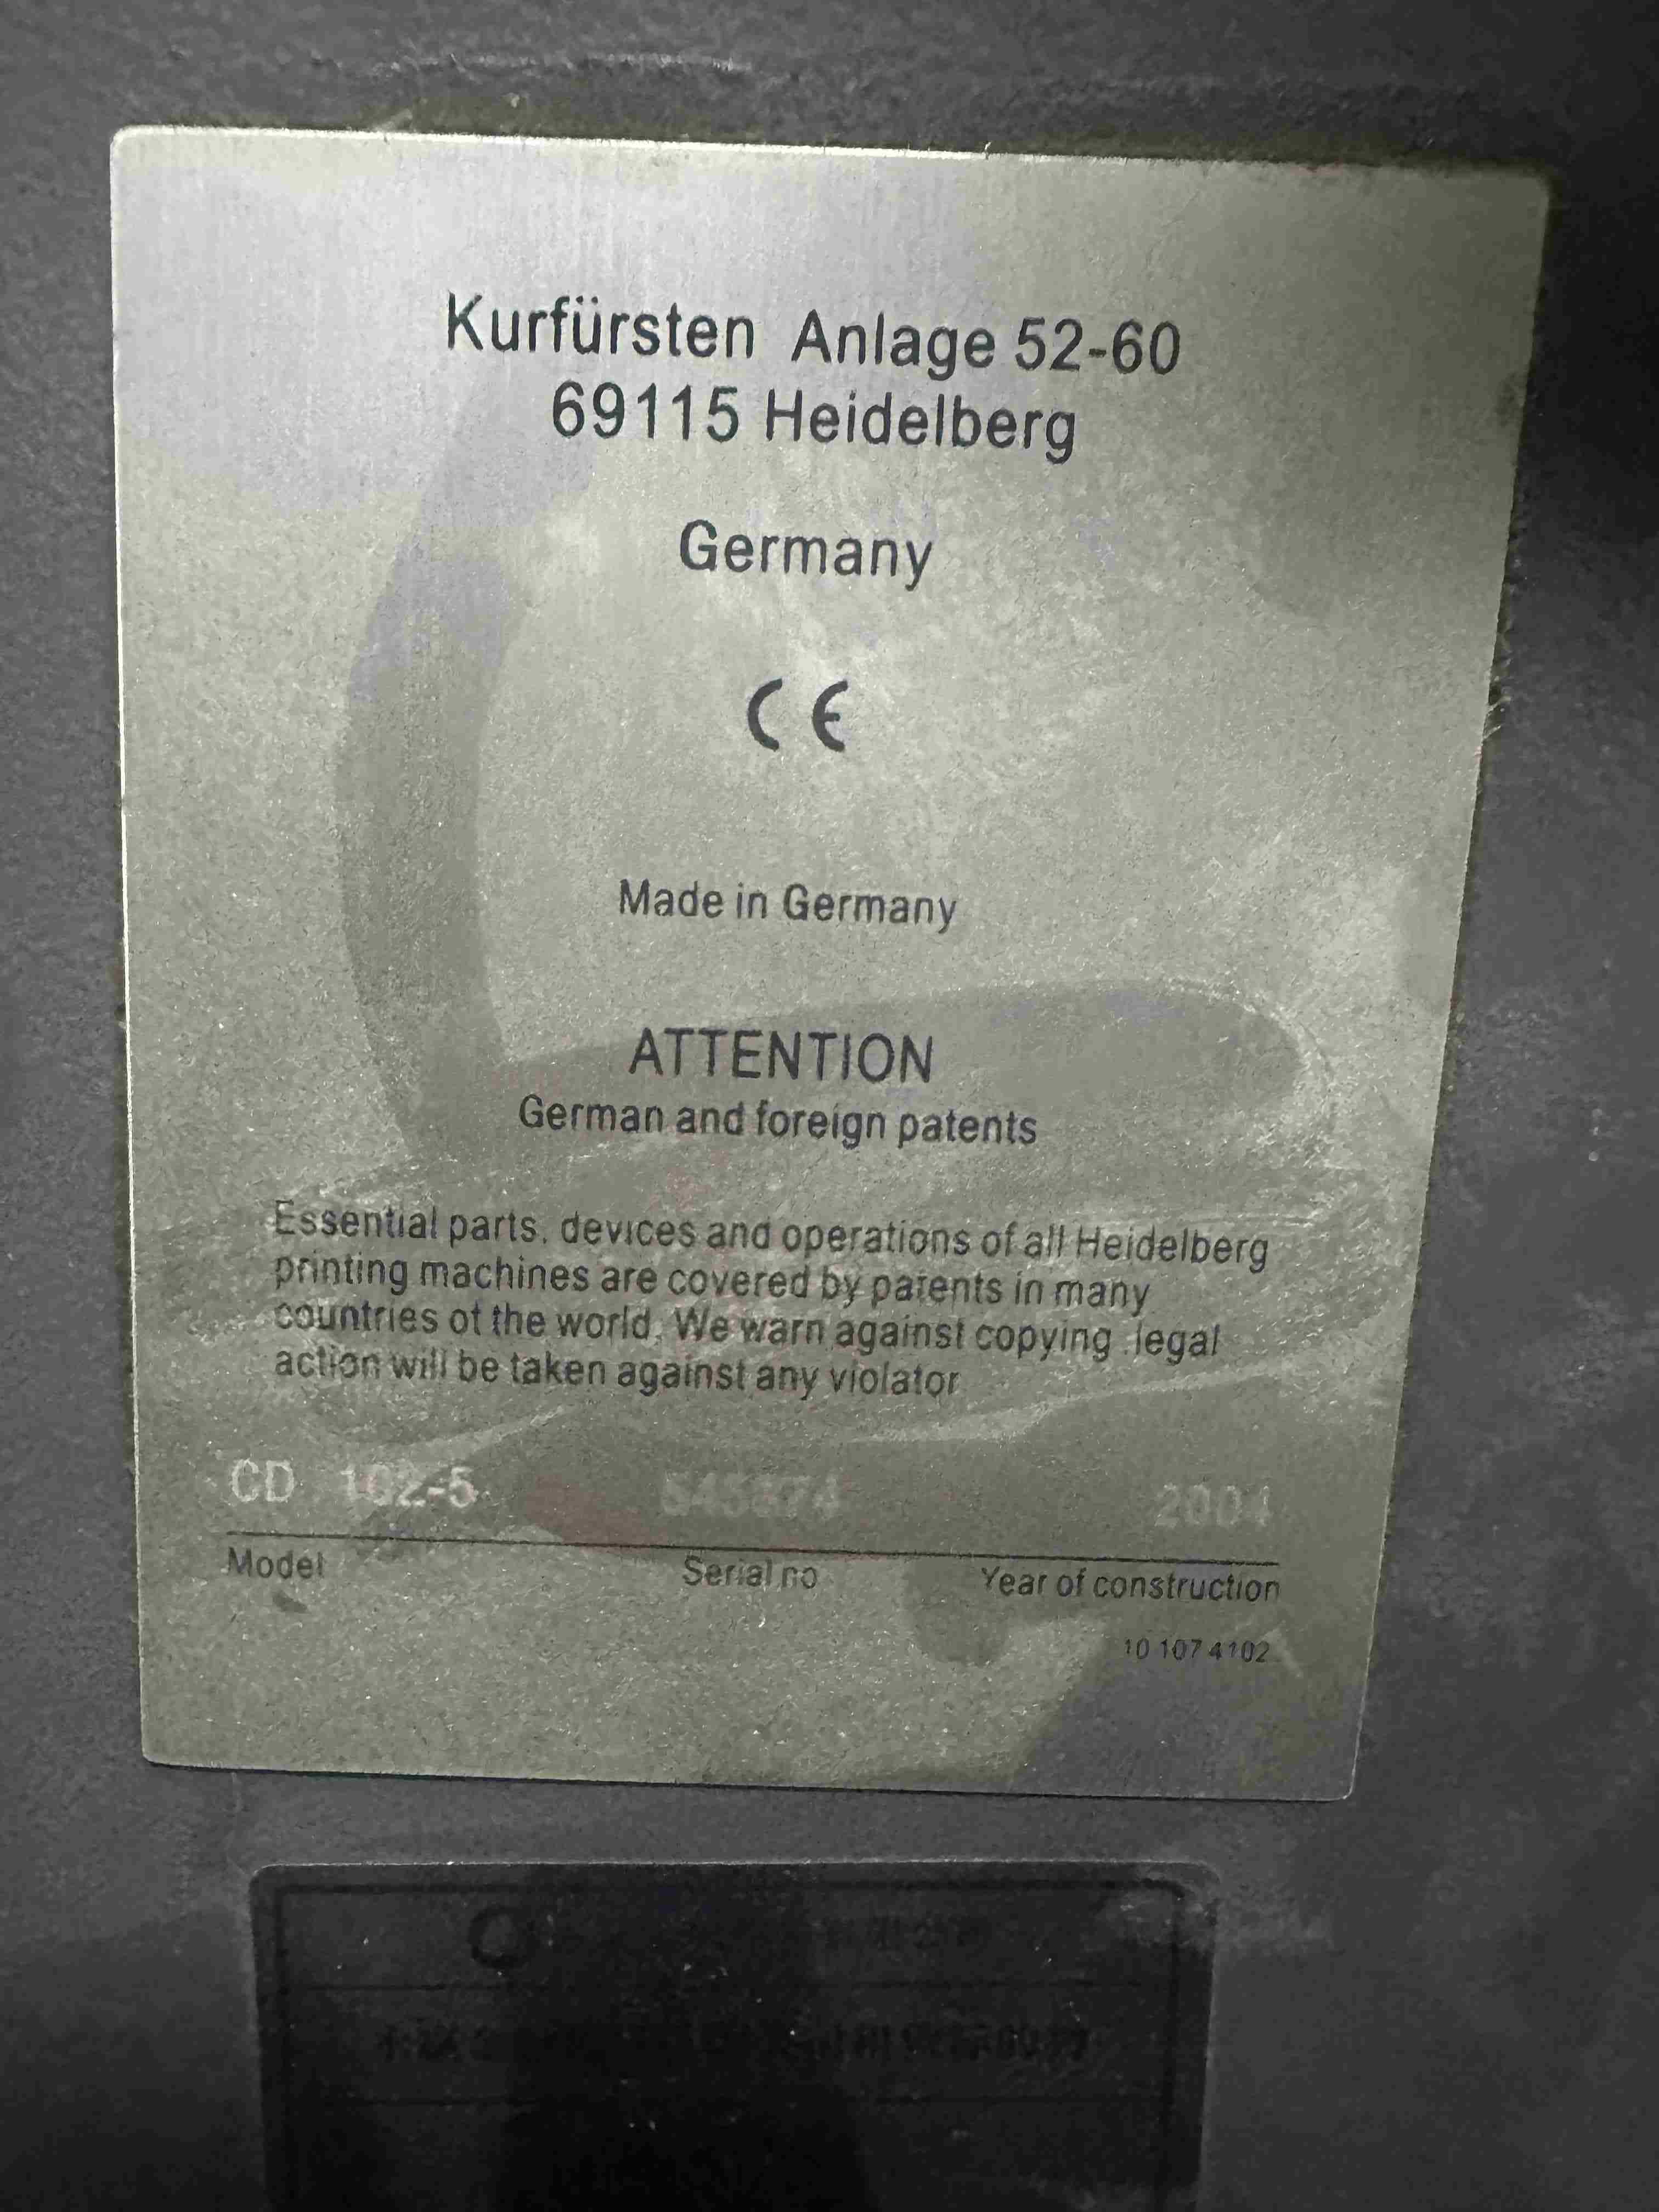 Kurfürsten Anlage 52-60
69115 Heidelberg
Germany
CE
Made in Germany
ATTENTION
German and foreign patents
Essential parts, devices and operations of all Heidelberg
printing machines are covered by patents in many
countries of the world. We warn against copying legal
action will be taken against any violator
CD 102-5 2004
Model Serial no Year of construction
10 107 4102